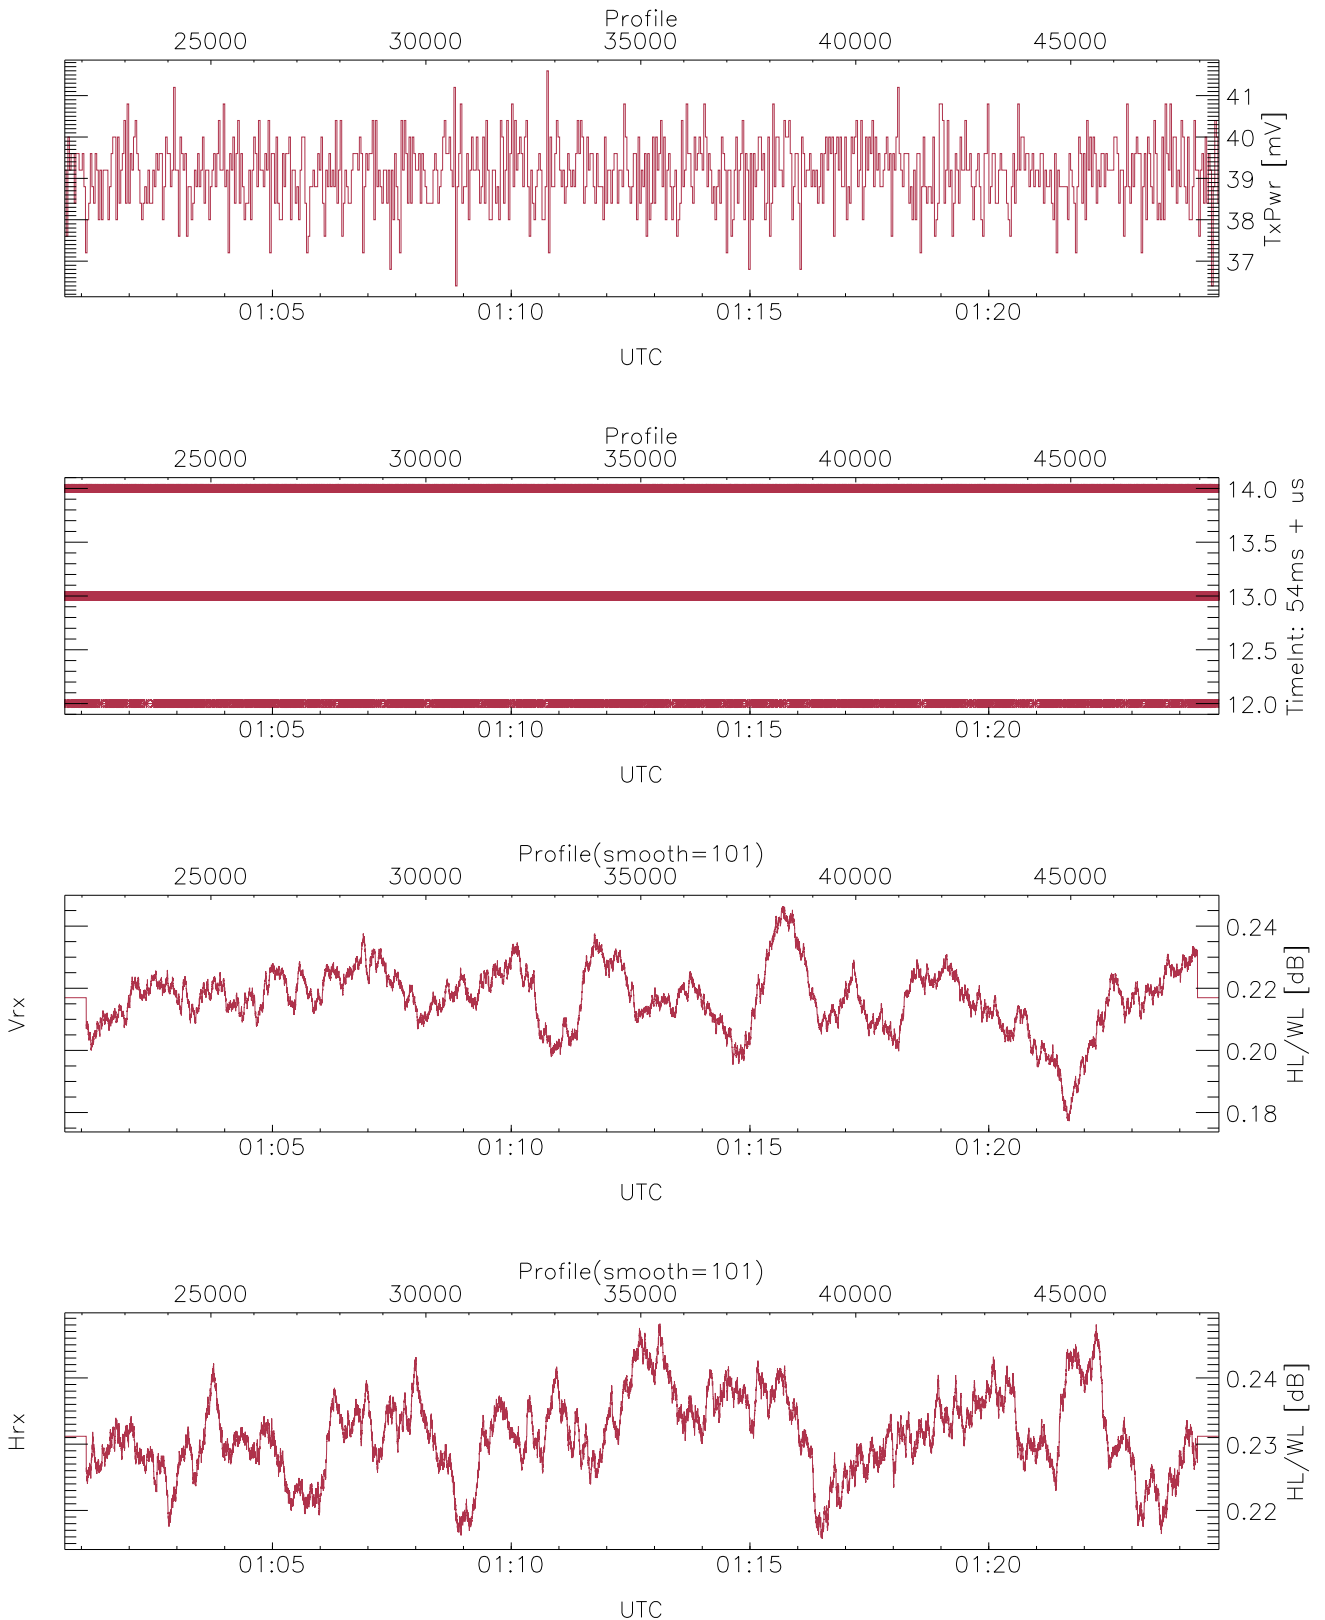 Profile
25000 30000 35000 40000 45000
41
40
39
38
37
TxPwr [mV]
01:05 01:10 01:15 01:20
UTC
Profile
25000 30000 35000 40000 45000
14.0
13.5
13.0
12.5
12.0
TimeInt: 54ms + us
01:05 01:10 01:15 01:20
UTC
Profile(smooth=101)
25000 30000 35000 40000 45000
Vrx
0.24
0.22
0.20
0.18
HL/WL [dB]
01:05 01:10 01:15 01:20
UTC
Profile(smooth=101)
25000 30000 35000 40000 45000
Hrx
0.24
0.23
0.22
HL/WL [dB]
01:05 01:10 01:15 01:20
UTC